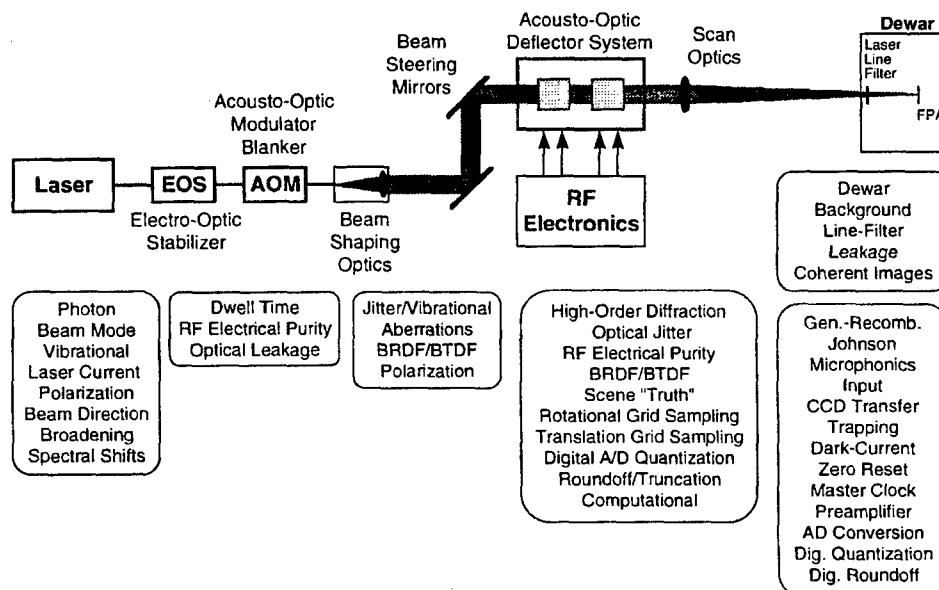 Acousto-Optic
Deflector System
Scan
Optics
Dewar
Laser
Line
Filter
FPA
Beam
Steering
Mirrors
Acousto-Optic
Modulator
Blanker
Laser
EOS
AOM
Electro-Optic
Stabilizer
Beam
Shaping
Optics
RF
Electronics
Dewar
Background
Line-Filter
Leakage
Coherent Images
Photon
Beam Mode
Vibrational
Laser Current
Polarization
Beam Direction
Broadening
Spectral Shifts
Dwell Time
RF Electrical Purity
Optical Leakage
Jitter/Vibrational
Aberrations
BRDF/BTDF
Polarization
High-Order Diffraction
Optical Jitter
RF Electrical Purity
BRDF/BTDF
Scene "Truth"
Rotational Grid Sampling
Translation Grid Sampling
Digital A/D Quantization
Roundoff/Truncation
Computational
Gen.-Recomb.
Johnson
Microphonics
Input
CCD Transfer
Trapping
Dark-Current
Zero Reset
Master Clock
Preamplifier
AD Conversion
Dig. Quantization
Dig. Roundoff